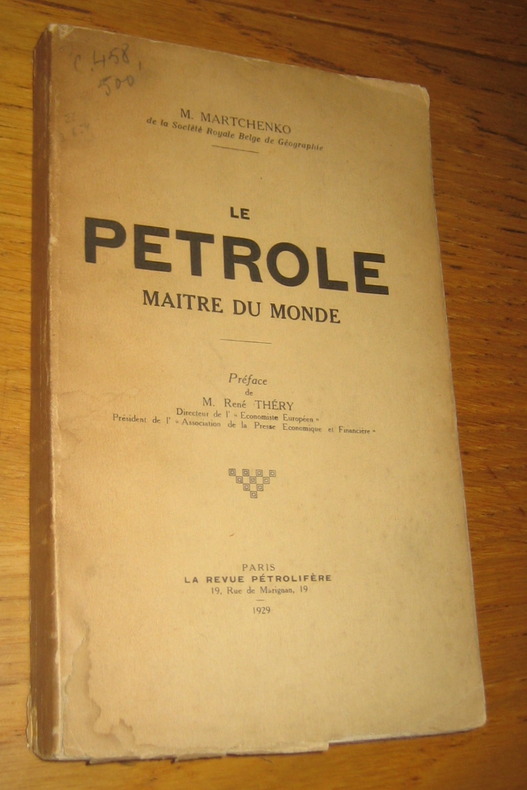 c. 458,
500
M. MARTCHENKO
de la Société Royale Belge de Géographie
LE
PETROLE
MAITRE DU MONDE
Préface
de
M. René THÉRY
Directeur de l' « Economiste Européen »
Président de l' « Association de la Presse Economique et Financière »
PARIS
LA REVUE PÉTROLIFÈRE
19, Rue de Marignan, 19
1929